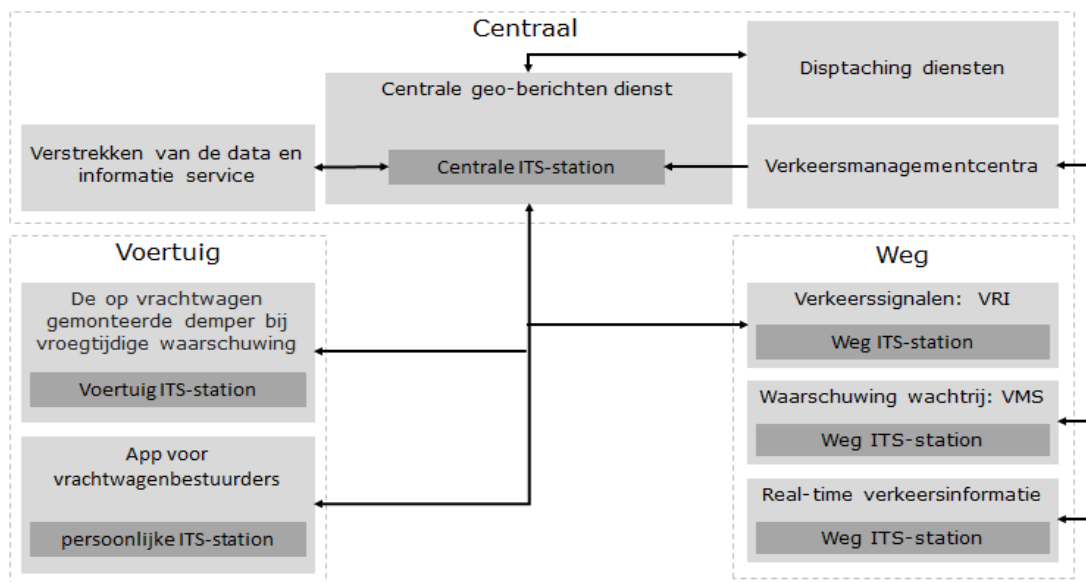 Centraal
Disptaching diensten
Centrale geo-berichten dienst
Verstrekken van de data en
informatie service
Centrale ITS-station
Verkeersmanagementcentra
Voertuig
De op vrachtwagen
gemonteerde demper bij
vroegtijdige waarschuwing
Voertuig ITS-station
App voor
vrachtwagenbestuurders
persoonlijke ITS-station
Weg
Verkeerssignalen: VRI
Weg ITS-station
Waarschuwing wachtrij: VMS
Weg ITS-station
Real-time verkeersinformatie
Weg ITS-station